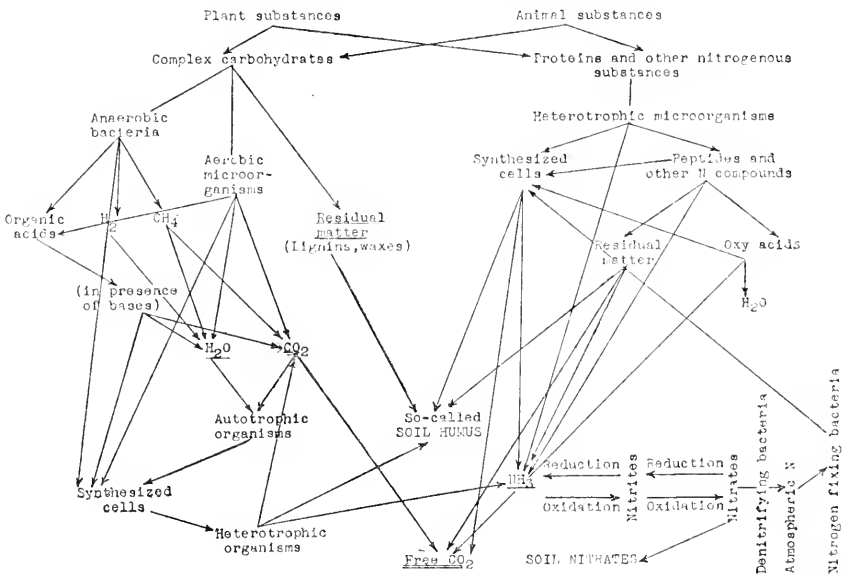 Plant substances
Animal substances
Complex carbohydrates
Proteins and other nitrogenous
substances
Anaerobic
bacteria
Heterotrophic microorganisms
Aerobic
microor-
ganisms
Synthesized
cells
Peptides and
other N compounds
Organic
acids
H2
CH4
Residual
matter
(Lignins, waxes)
Residual
matter
Oxy acids
(in presence
of bases)
H2O
H2O
CO2
Autotrophic
organisms
So-called
SOIL HUMUS
Synthesized
cells
NH3
Reduction
Reduction
Oxidation
Oxidation
Nitrites
Nitrates
Denitrifying bacteria
Atmospheric N
Nitrogen fixing bacteria
Heterotrophic
organisms
Free CO2
SOIL NITRATES